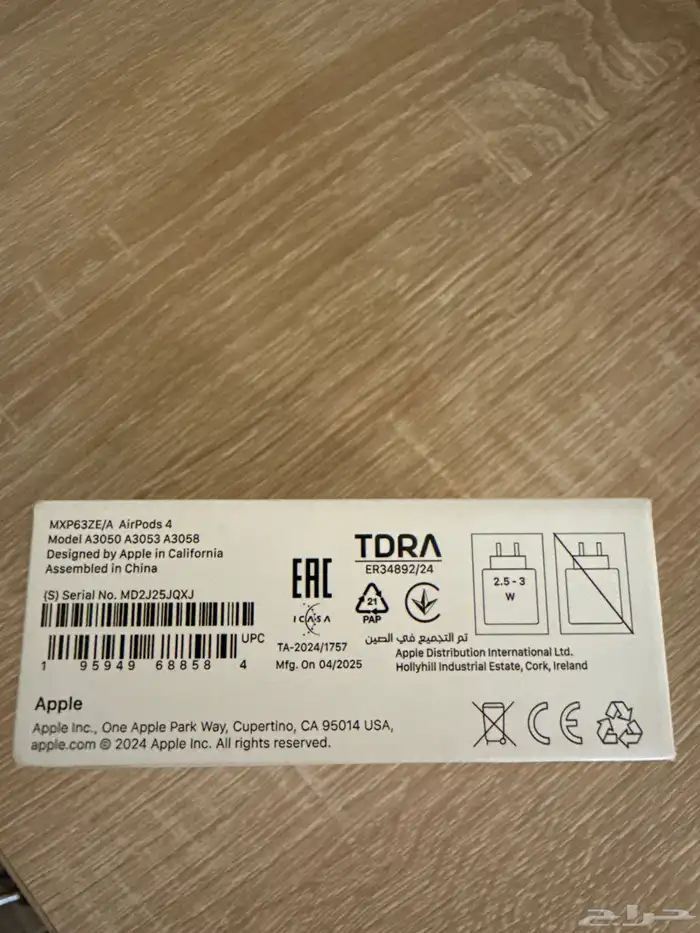 MXP63ZE/A AirPods 4
Model A3050 A3053 A3058
Designed by Apple in California
Assembled in China
(S) Serial No. MD2J25JQXJ
UPC
1 95949 68858 4
EAC
ICASA
TA-2024/1757
Mfg. On 04/2025
TDRA
ER34892/24
21
PAP
تم التجميع في الصين
Apple Distribution International Ltd.
Hollyhill Industrial Estate, Cork, Ireland
2.5 - 3
W
Apple
Apple Inc., One Apple Park Way, Cupertino, CA 95014 USA,
apple.com © 2024 Apple Inc. All rights reserved.
CE
حراج